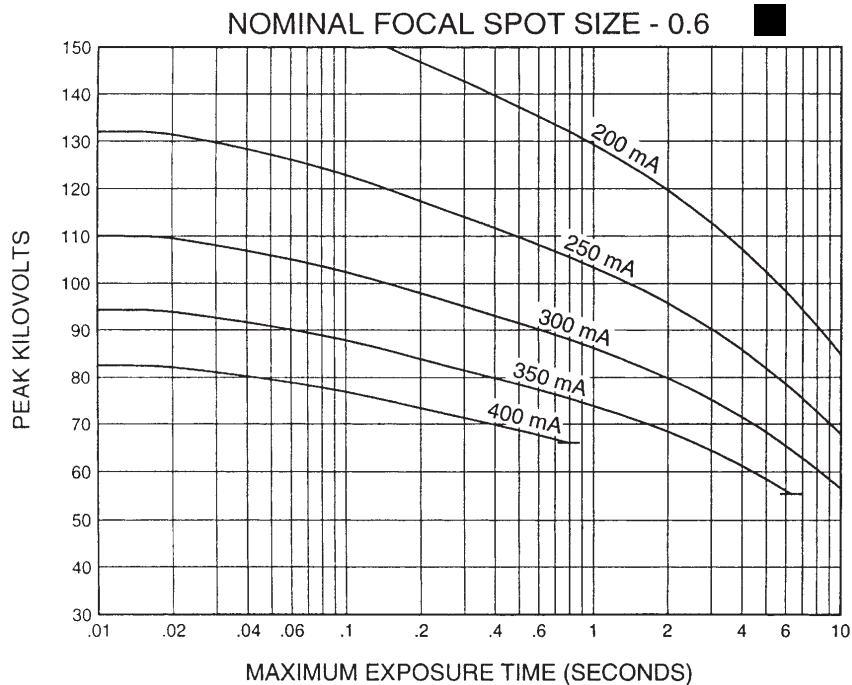 NOMINAL FOCAL SPOT SIZE - 0.6
150
140
130
120
110
100
90
80
70
60
50
40
30
PEAK KILOVOLTS
200 mA
250 mA
300 mA
350 mA
400 mA
.01 .02 .04 .06 .1 .2 .4 .6 1 2 4 6 10
MAXIMUM EXPOSURE TIME (SECONDS)